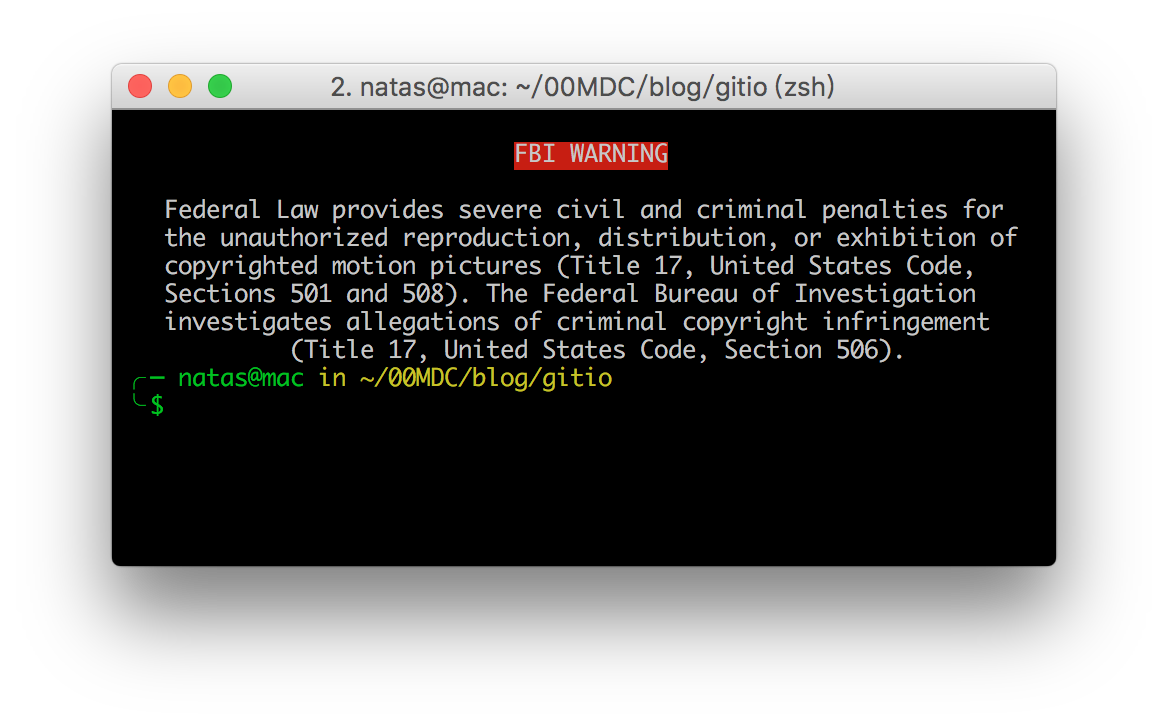 2. natas@mac: ~/00MDC/blog/gitio (zsh)
FBI WARNING
Federal Law provides severe civil and criminal penalties for
the unauthorized reproduction, distribution, or exhibition of
copyrighted motion pictures (Title 17, United States Code,
Sections 501 and 508). The Federal Bureau of Investigation
investigates allegations of criminal copyright infringement
(Title 17, United States Code, Section 506).
╭─ natas@mac in ~/00MDC/blog/gitio
╰$